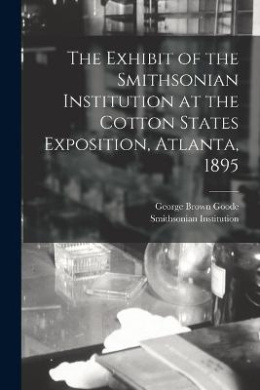 The Exhibit of the
Smithsonian
Institution at the
Cotton States
Exposition, Atlanta,
1895
George Brown Goode
Smithsonian Institution